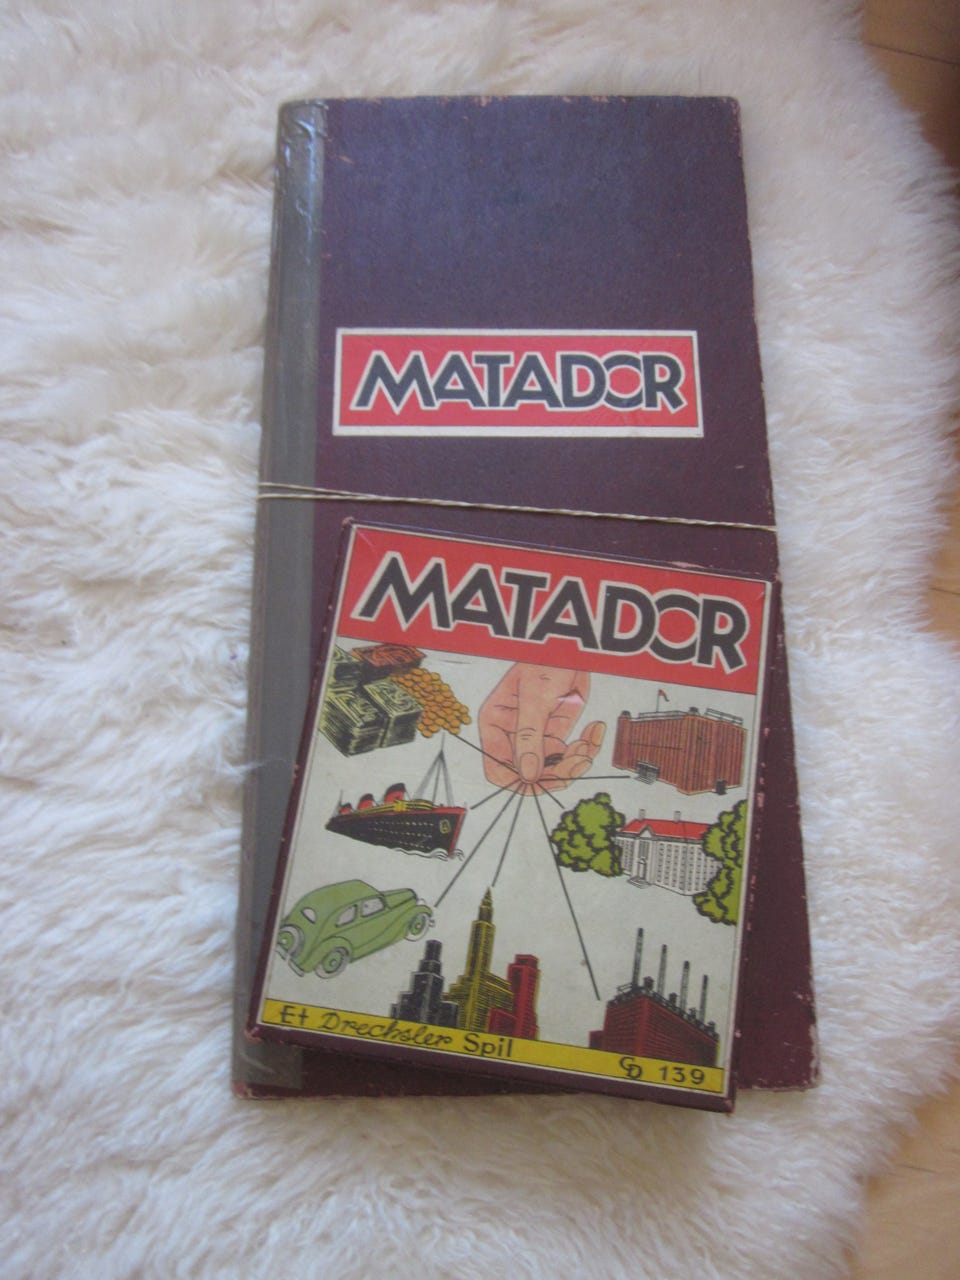 MATADOR
MATADOR
Et Drechsler Spil
GD 139